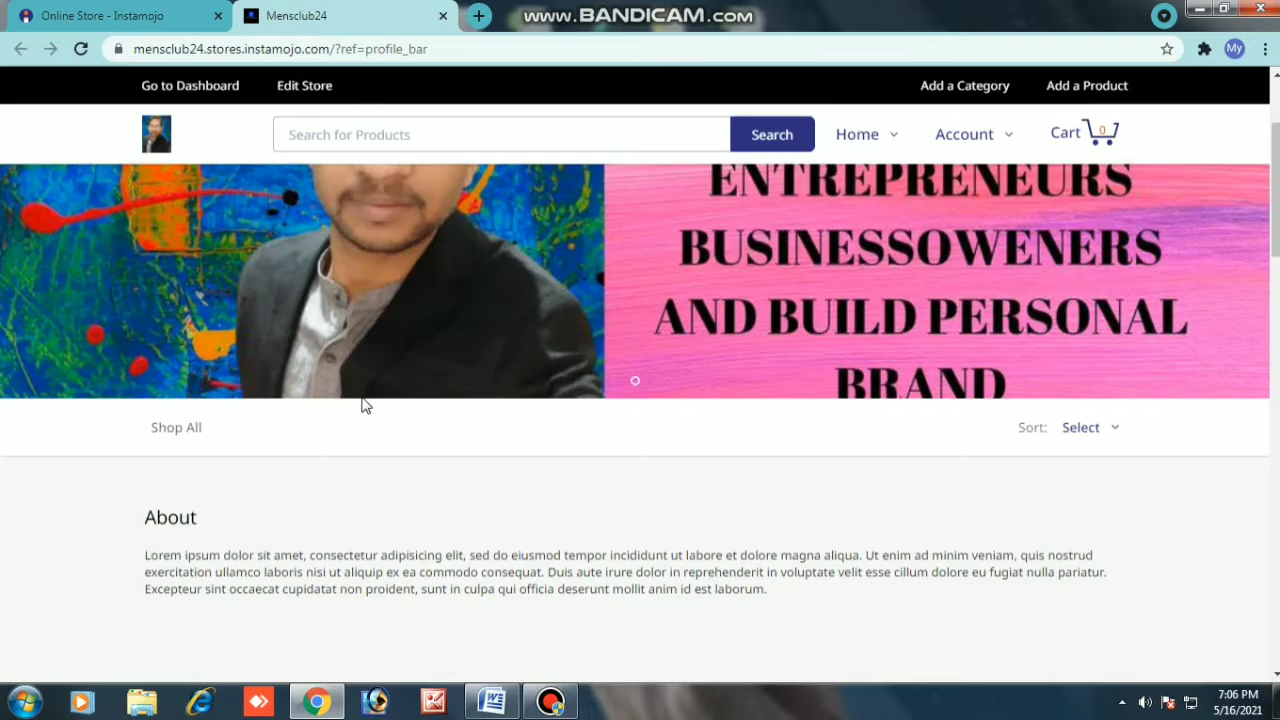 Online Store - Instamojo
Mensclub24
www.BANDICAM.com
mensclub24.stores.instamojo.com/?ref=profile_bar
My
Go to Dashboard
Edit Store
Add a Category
Add a Product
Search for Products
Search
Home
Account
Cart
0
ENTREPRENEURS
BUSINESSOWENERS
AND BUILD PERSONAL
BRAND
Shop All
Sort:
Select
About
Lorem ipsum dolor sit amet, consectetur adipisicing elit, sed do eiusmod tempor incididunt ut labore et dolore magna aliqua. Ut enim ad minim veniam, quis nostrud
exercitation ullamco laboris nisi ut aliquip ex ea commodo consequat. Duis aute irure dolor in reprehenderit in voluptate velit esse cillum dolore eu fugiat nulla pariatur.
Excepteur sint occaecat cupidatat non proident, sunt in culpa qui officia deserunt mollit anim id est laborum.
7:06 PM
5/16/2021